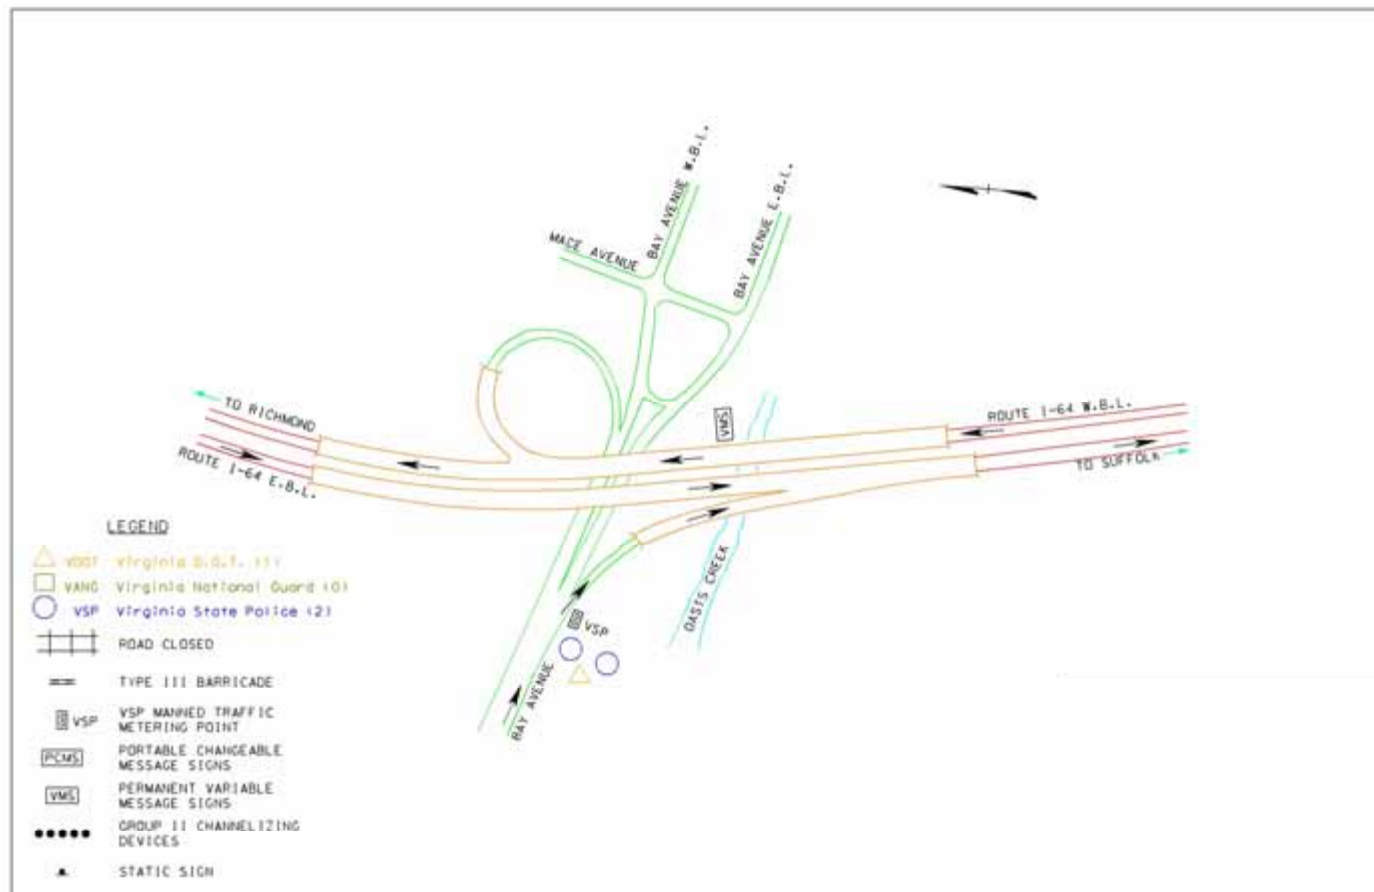 BAY AVENUE W.B.L.
BAY AVENUE E.B.L.
MACE AVENUE
TO RICHMOND
ROUTE I-64 W.B.L.
ROUTE I-64 E.B.L.
TO SUFFOLK
VMS
OASIS CREEK
VSP
BAY AVENUE
LEGEND
VDOT Virginia D.O.T. (1)
VANG Virginia National Guard (0)
VSP Virginia State Police (2)
ROAD CLOSED
TYPE III BARRICADE
VSP VSP MANNED TRAFFIC
METERING POINT
PCMS PORTABLE CHANGEABLE
MESSAGE SIGNS
VMS PERMANENT VARIABLE
MESSAGE SIGNS
GROUP II CHANNELIZING
DEVICES
STATIC SIGN